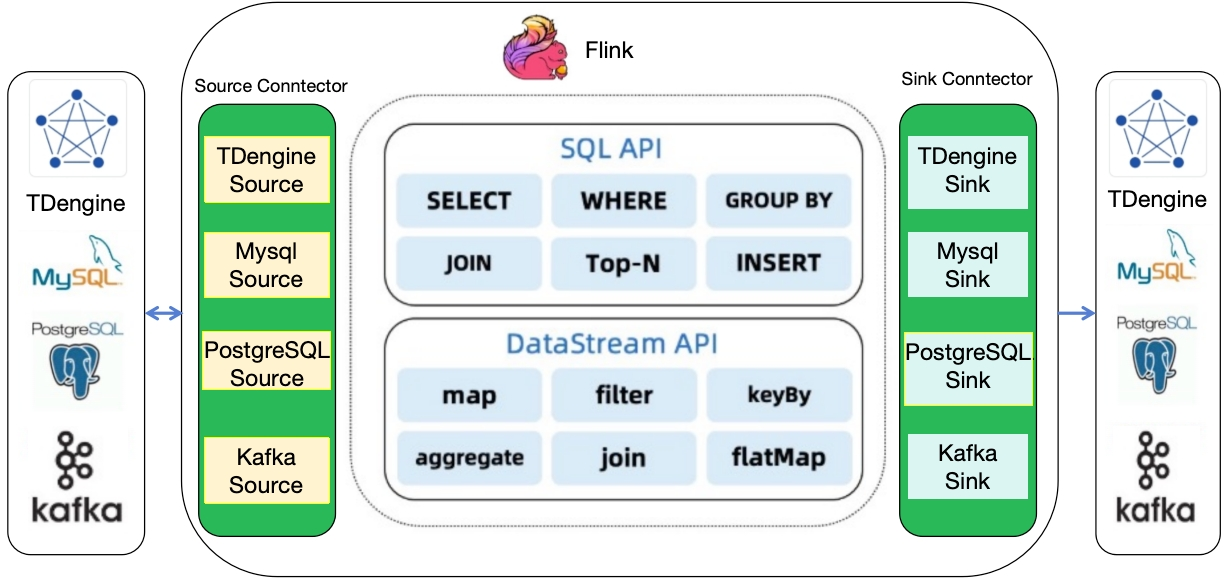 Flink
Source Conntector
Sink Conntector
TDengine
MySQL
PostgreSQL
kafka
TDengine
Source
Mysql
Source
PostgreSQL
Source
Kafka
Source
SQL API
SELECT
WHERE
GROUP BY
JOIN
Top-N
INSERT
DataStream API
map
filter
keyBy
aggregate
join
flatMap
TDengine
Sink
Mysql
Sink
PostgreSQL
Sink
Kafka
Sink
TDengine
MySQL
PostgreSQL
kafka